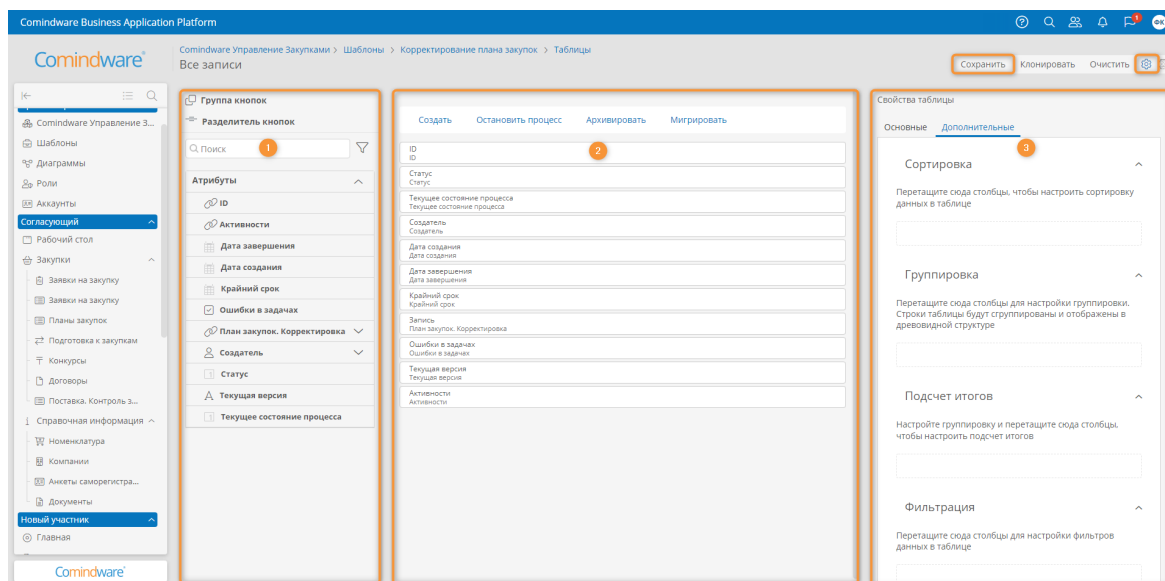 Comindware Business Application Platform
1
ФК
Comindware
Comindware Управление Закупками > Шаблоны > Корректирование плана закупок > Таблицы
Все записи
Сохранить
Клонировать
Очистить
Comindware Управление З...
Шаблоны
Диаграммы
Роли
Аккаунты
Согласующий
Рабочий стол
Закупки
Заявки на закупку
Заявки на закупку
Планы закупок
Подготовка к закупкам
Конкурсы
Договоры
Поставка. Контроль з...
Справочная информация
Номенклатура
Компании
Анкеты саморегистра...
Документы
Новый участник
Главная
Comindware
Группа кнопок
Разделитель кнопок
Поиск
1
Атрибуты
ID
Активности
Дата завершения
Дата создания
Крайний срок
Ошибки в задачах
План закупок. Корректировка
Создатель
Статус
Текущая версия
Текущее состояние процесса
Создать
Остановить процесс
Архивировать
Мигрировать
2
ID
ID
Статус
Статус
Текущее состояние процесса
Текущее состояние процесса
Создатель
Создатель
Дата создания
Дата создания
Дата завершения
Дата завершения
Крайний срок
Крайний срок
Запись
План закупок. Корректировка
Ошибки в задачах
Ошибки в задачах
Текущая версия
Текущая версия
Активности
Активности
Свойства таблицы
Основные
Дополнительные
3
Сортировка
Перетащите сюда столбцы, чтобы настроить сортировку
данных в таблице
Группировка
Перетащите сюда столбцы для настройки группировки.
Строки таблицы будут сгруппированы и отображены в
древовидной структуре
Подсчет итогов
Настройте группировку и перетащите сюда столбцы,
чтобы настроить подсчет итогов
Фильтрация
Перетащите сюда столбцы для настройки фильтров
данных в таблице